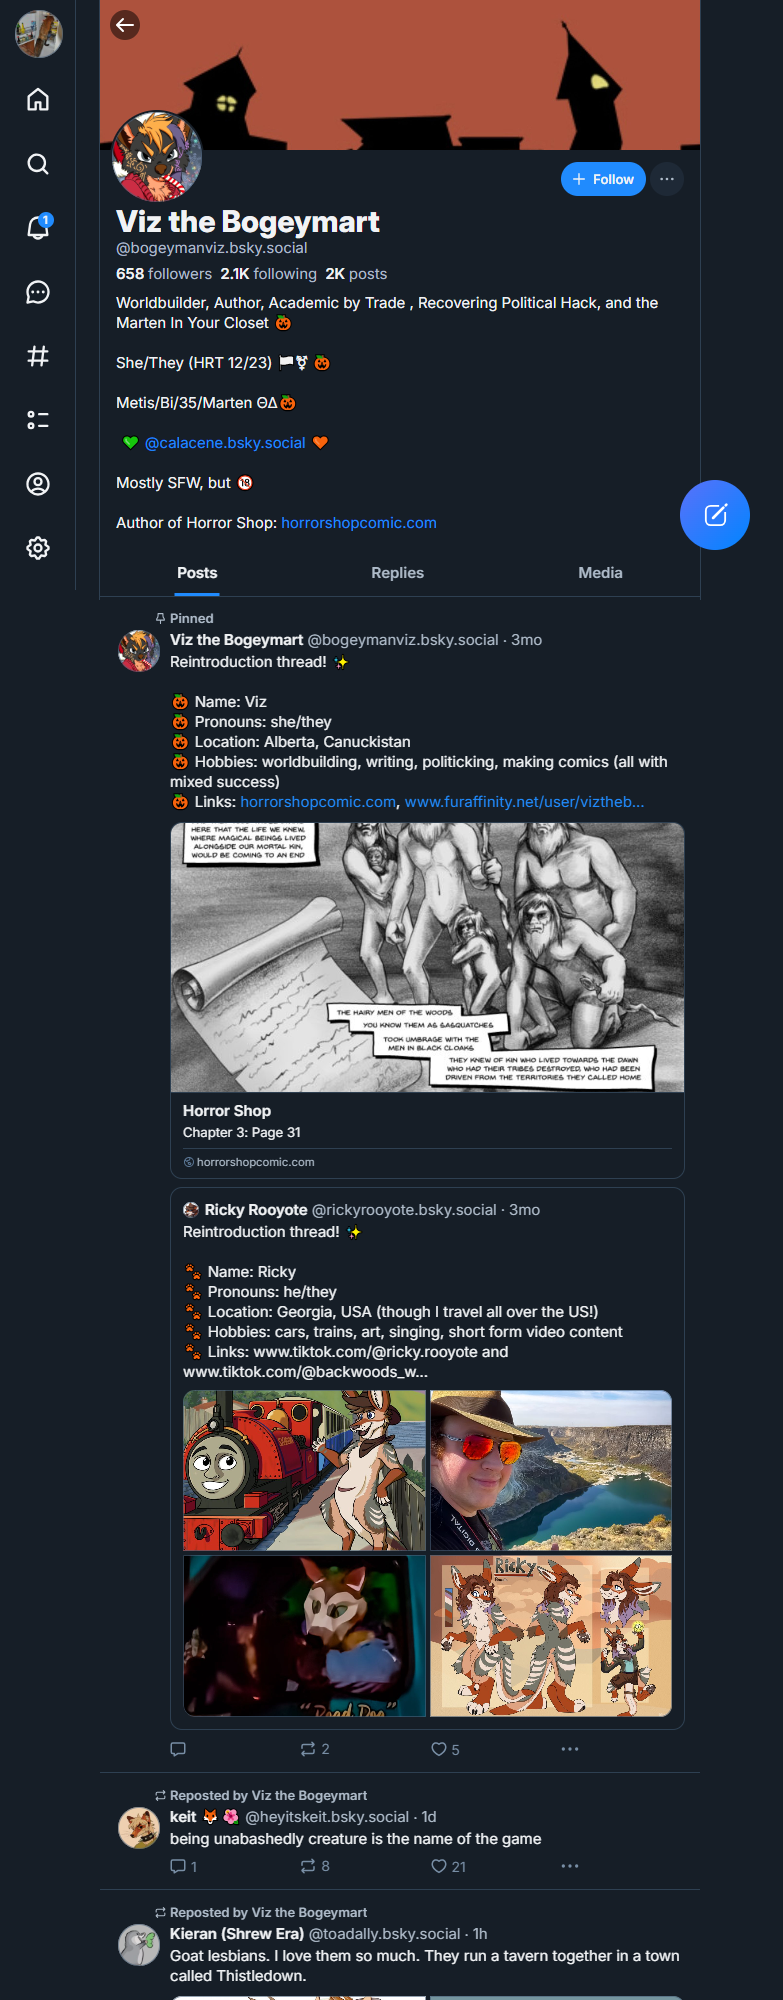 1
Follow
Viz the Bogeymart
@bogeymanviz.bsky.social
658 followers 2.1K following 2K posts
Worldbuilder, Author, Academic by Trade , Recovering Political Hack, and the
Marten In Your Closet 🎃
She/They (HRT 12/23) 🏳️‍⚧️ 🎃
Metis/Bi/35/Marten ΘΔ🎃
💚 @calacene.bsky.social 🧡
Mostly SFW, but 🔞
Author of Horror Shop: horrorshopcomic.com
Posts Replies Media
Pinned
Viz the Bogeymart @bogeymanviz.bsky.social · 3mo
Reintroduction thread! ✨
🎃 Name: Viz
🎃 Pronouns: she/they
🎃 Location: Alberta, Canuckistan
🎃 Hobbies: worldbuilding, writing, politicking, making comics (all with
mixed success)
🎃 Links: horrorshopcomic.com, www.furaffinity.net/user/viztheb...
HERE THAT THE LIFE WE KNEW,
WHERE MAGICAL BEINGS LIVED
ALONGSIDE OUR MORTAL KIN,
WOULD BE COMING TO AN END
THE HAIRY MEN OF THE WOODS
YOU KNOW THEM AS SASQUATCHES
TOOK UMBRAGE WITH THE
MEN IN BLACK CLOAKS
THEY KNEW OF KIN WHO LIVED TOWARDS THE DAWN
WHO HAD THEIR TRIBES DESTROYED, WHO HAD BEEN
DRIVEN FROM THE TERRITORIES THEY CALLED HOME
Horror Shop
Chapter 3: Page 31
horrorshopcomic.com
Ricky Rooyote @rickyrooyote.bsky.social · 3mo
Reintroduction thread! ✨
🐾 Name: Ricky
🐾 Pronouns: he/they
🐾 Location: Georgia, USA (though I travel all over the US!)
🐾 Hobbies: cars, trains, art, singing, short form video content
🐾 Links: www.tiktok.com/@ricky.rooyote and
www.tiktok.com/@backwoods_w...
DIGITAL
"Road Dog"
Ricky
2 5
Reposted by Viz the Bogeymart
keit 🦊 🌺 @heyitskeit.bsky.social · 1d
being unabashedly creature is the name of the game
1 8 21
Reposted by Viz the Bogeymart
Kieran (Shrew Era) @toadally.bsky.social · 1h
Goat lesbians. I love them so much. They run a tavern together in a town
called Thistledown.